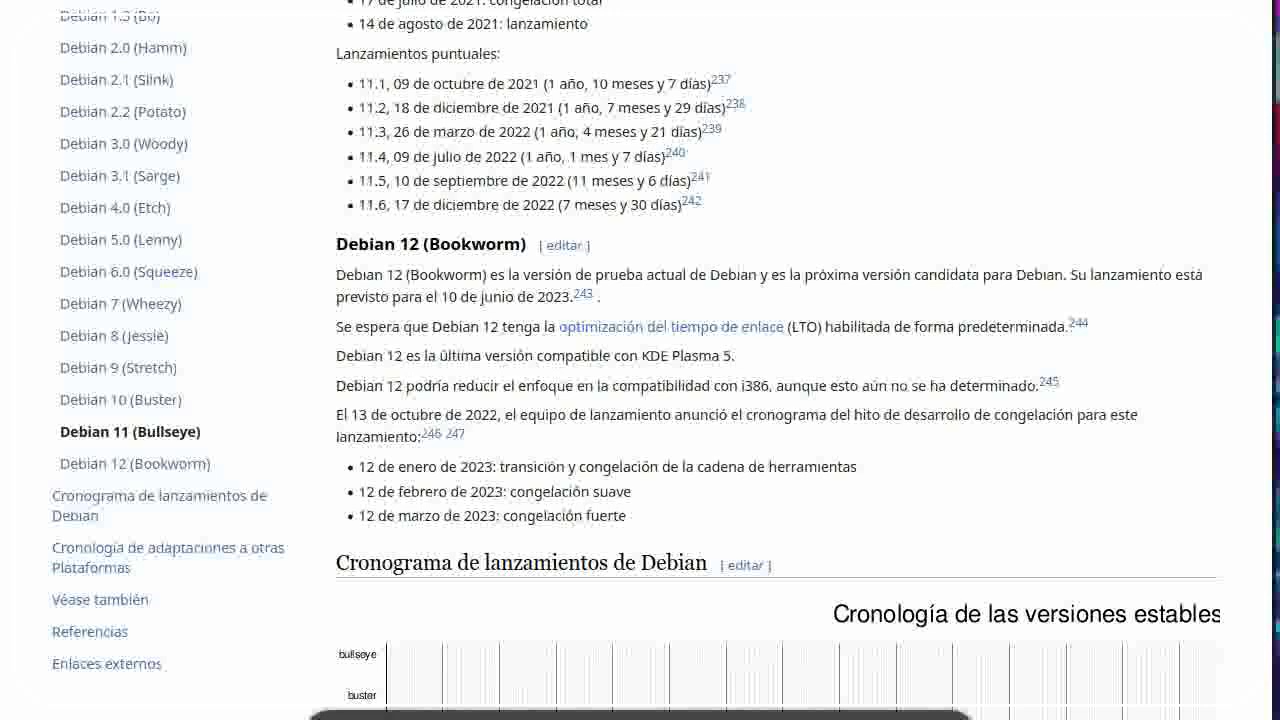 Debian 1.3 (Bo)
Debian 2.0 (Hamm)
Debian 2.1 (Slink)
Debian 2.2 (Potato)
Debian 3.0 (Woody)
Debian 3.1 (Sarge)
Debian 4.0 (Etch)
Debian 5.0 (Lenny)
Debian 6.0 (Squeeze)
Debian 7 (Wheezy)
Debian 8 (Jessie)
Debian 9 (Stretch)
Debian 10 (Buster)
Debian 11 (Bullseye)
Debian 12 (Bookworm)
Cronograma de lanzamientos de
Debian
Cronología de adaptaciones a otras
Plataformas
Véase también
Referencias
Enlaces externos
17 de julio de 2021: congelación total
14 de agosto de 2021: lanzamiento
Lanzamientos puntuales:
11.1, 09 de octubre de 2021 (1 año, 10 meses y 7 días)237
11.2, 18 de diciembre de 2021 (1 año, 7 meses y 29 días)238
11.3, 26 de marzo de 2022 (1 año, 4 meses y 21 días)239
11.4, 09 de julio de 2022 (1 año, 1 mes y 7 días)240
11.5, 10 de septiembre de 2022 (11 meses y 6 días)241
11.6, 17 de diciembre de 2022 (7 meses y 30 días)242
Debian 12 (Bookworm) [ editar ]
Debian 12 (Bookworm) es la versión de prueba actual de Debian y es la próxima versión candidata para Debian. Su lanzamiento está
previsto para el 10 de junio de 2023.243 .
Se espera que Debian 12 tenga la optimización del tiempo de enlace (LTO) habilitada de forma predeterminada.244
Debian 12 es la última versión compatible con KDE Plasma 5.
Debian 12 podría reducir el enfoque en la compatibilidad con i386, aunque esto aún no se ha determinado.245
El 13 de octubre de 2022, el equipo de lanzamiento anunció el cronograma del hito de desarrollo de congelación para este
lanzamiento:246 247
12 de enero de 2023: transición y congelación de la cadena de herramientas
12 de febrero de 2023: congelación suave
12 de marzo de 2023: congelación fuerte
Cronograma de lanzamientos de Debian [ editar ]
Cronología de las versiones estables
bullseye
buster